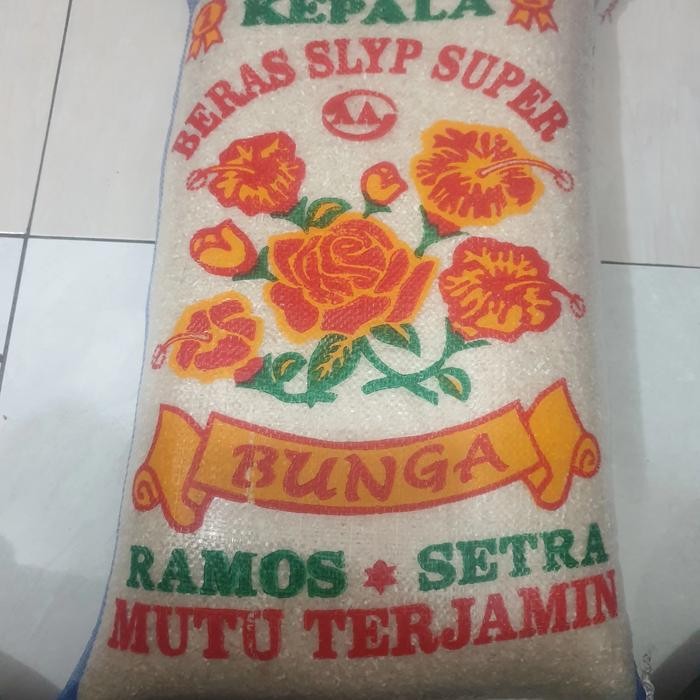 KEPALA
BERAS SLYP SUPER
AA
BUNGA
RAMOS * SETRA
MUTU TERJAMIN